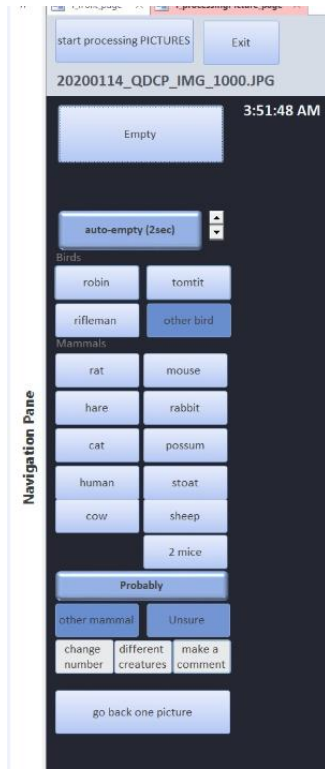 start processing PICTURES
Exit
20200114_QDCP_IMG_1000.JPG
3:51:48 AM
Empty
auto-empty (2sec)
Birds
robin
tomtit
rifleman
other bird
Mammals
rat
mouse
hare
rabbit
cat
possum
human
stoat
cow
sheep
2 mice
Probably
other mammal
Unsure
change
number
different
creatures
make a
comment
go back one picture
Navigation Pane